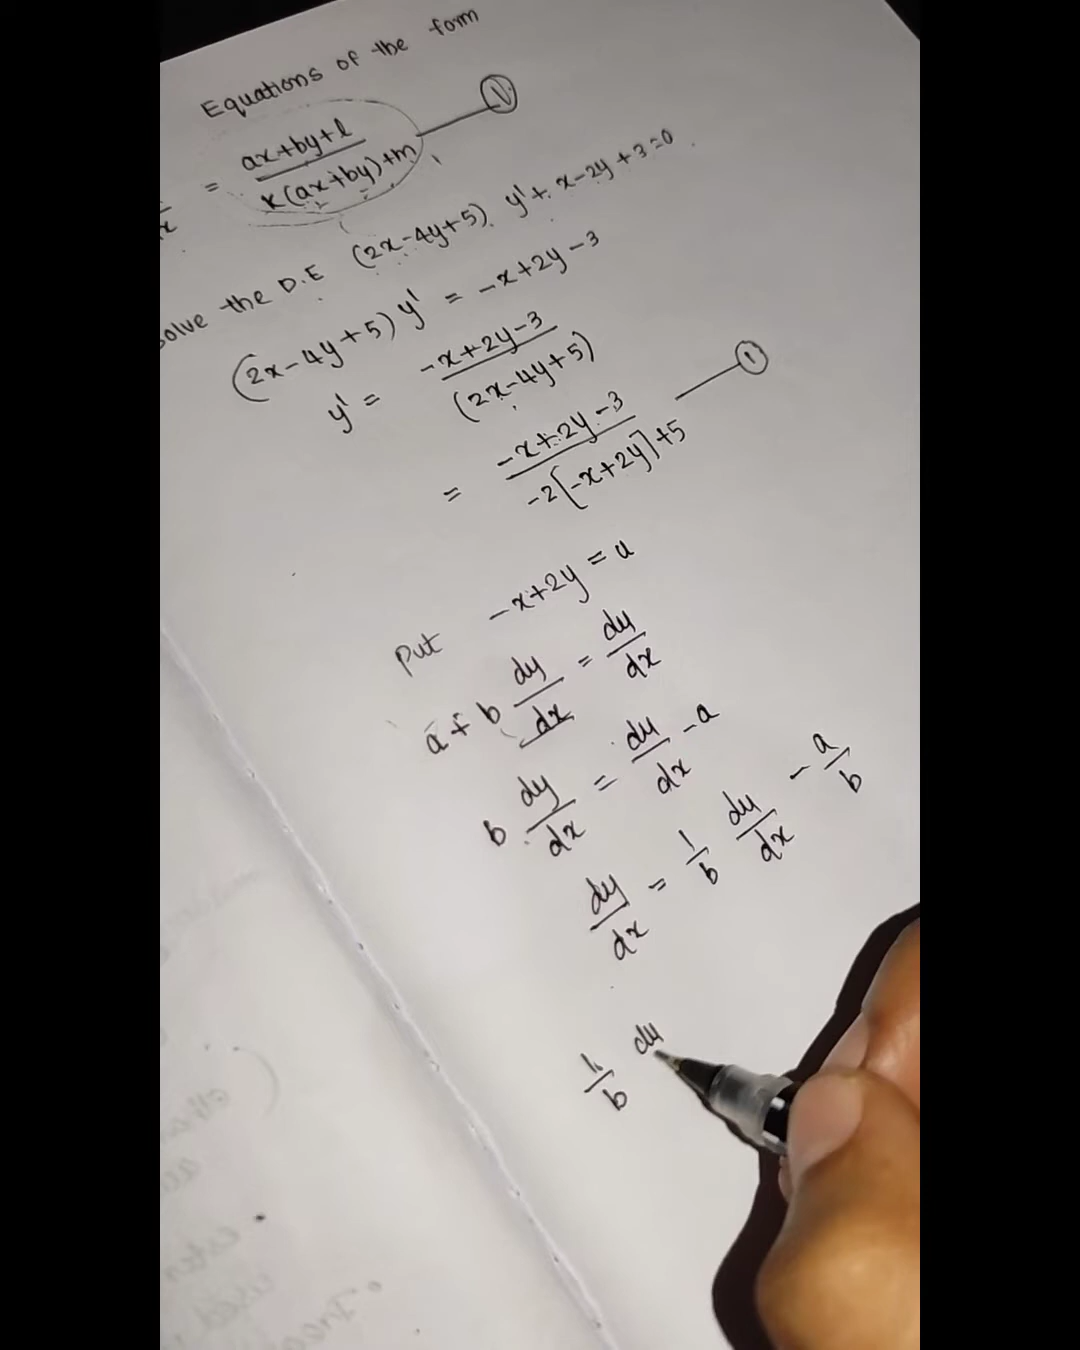 Equations of the form
= ax+by+l / k(ax+by)+m — 1
solve the D.E (2x-4y+5) y' + x-2y+3=0.
(2x-4y+5) y' = -x+2y-3
y' = -x+2y-3 / (2x-4y+5)
= -x+2y-3 / -2[-x+2y]+5 — 1
Put -x+2y = u
a + b dy/dx = du/dx
b dy/dx = du/dx - a
dy/dx = 1/b du/dx - a/b
1/b du